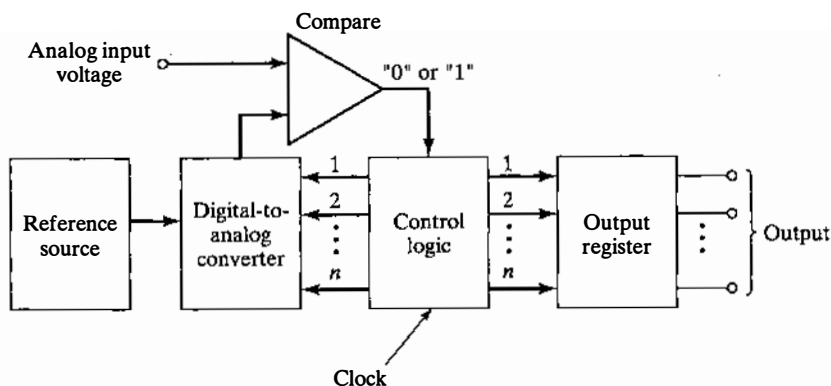 Compare
Analog input
voltage
"0" or "1"
Reference
source
Digital-to-
analog
converter
1
2
n
Control
logic
1
2
n
Output
register
Output
Clock